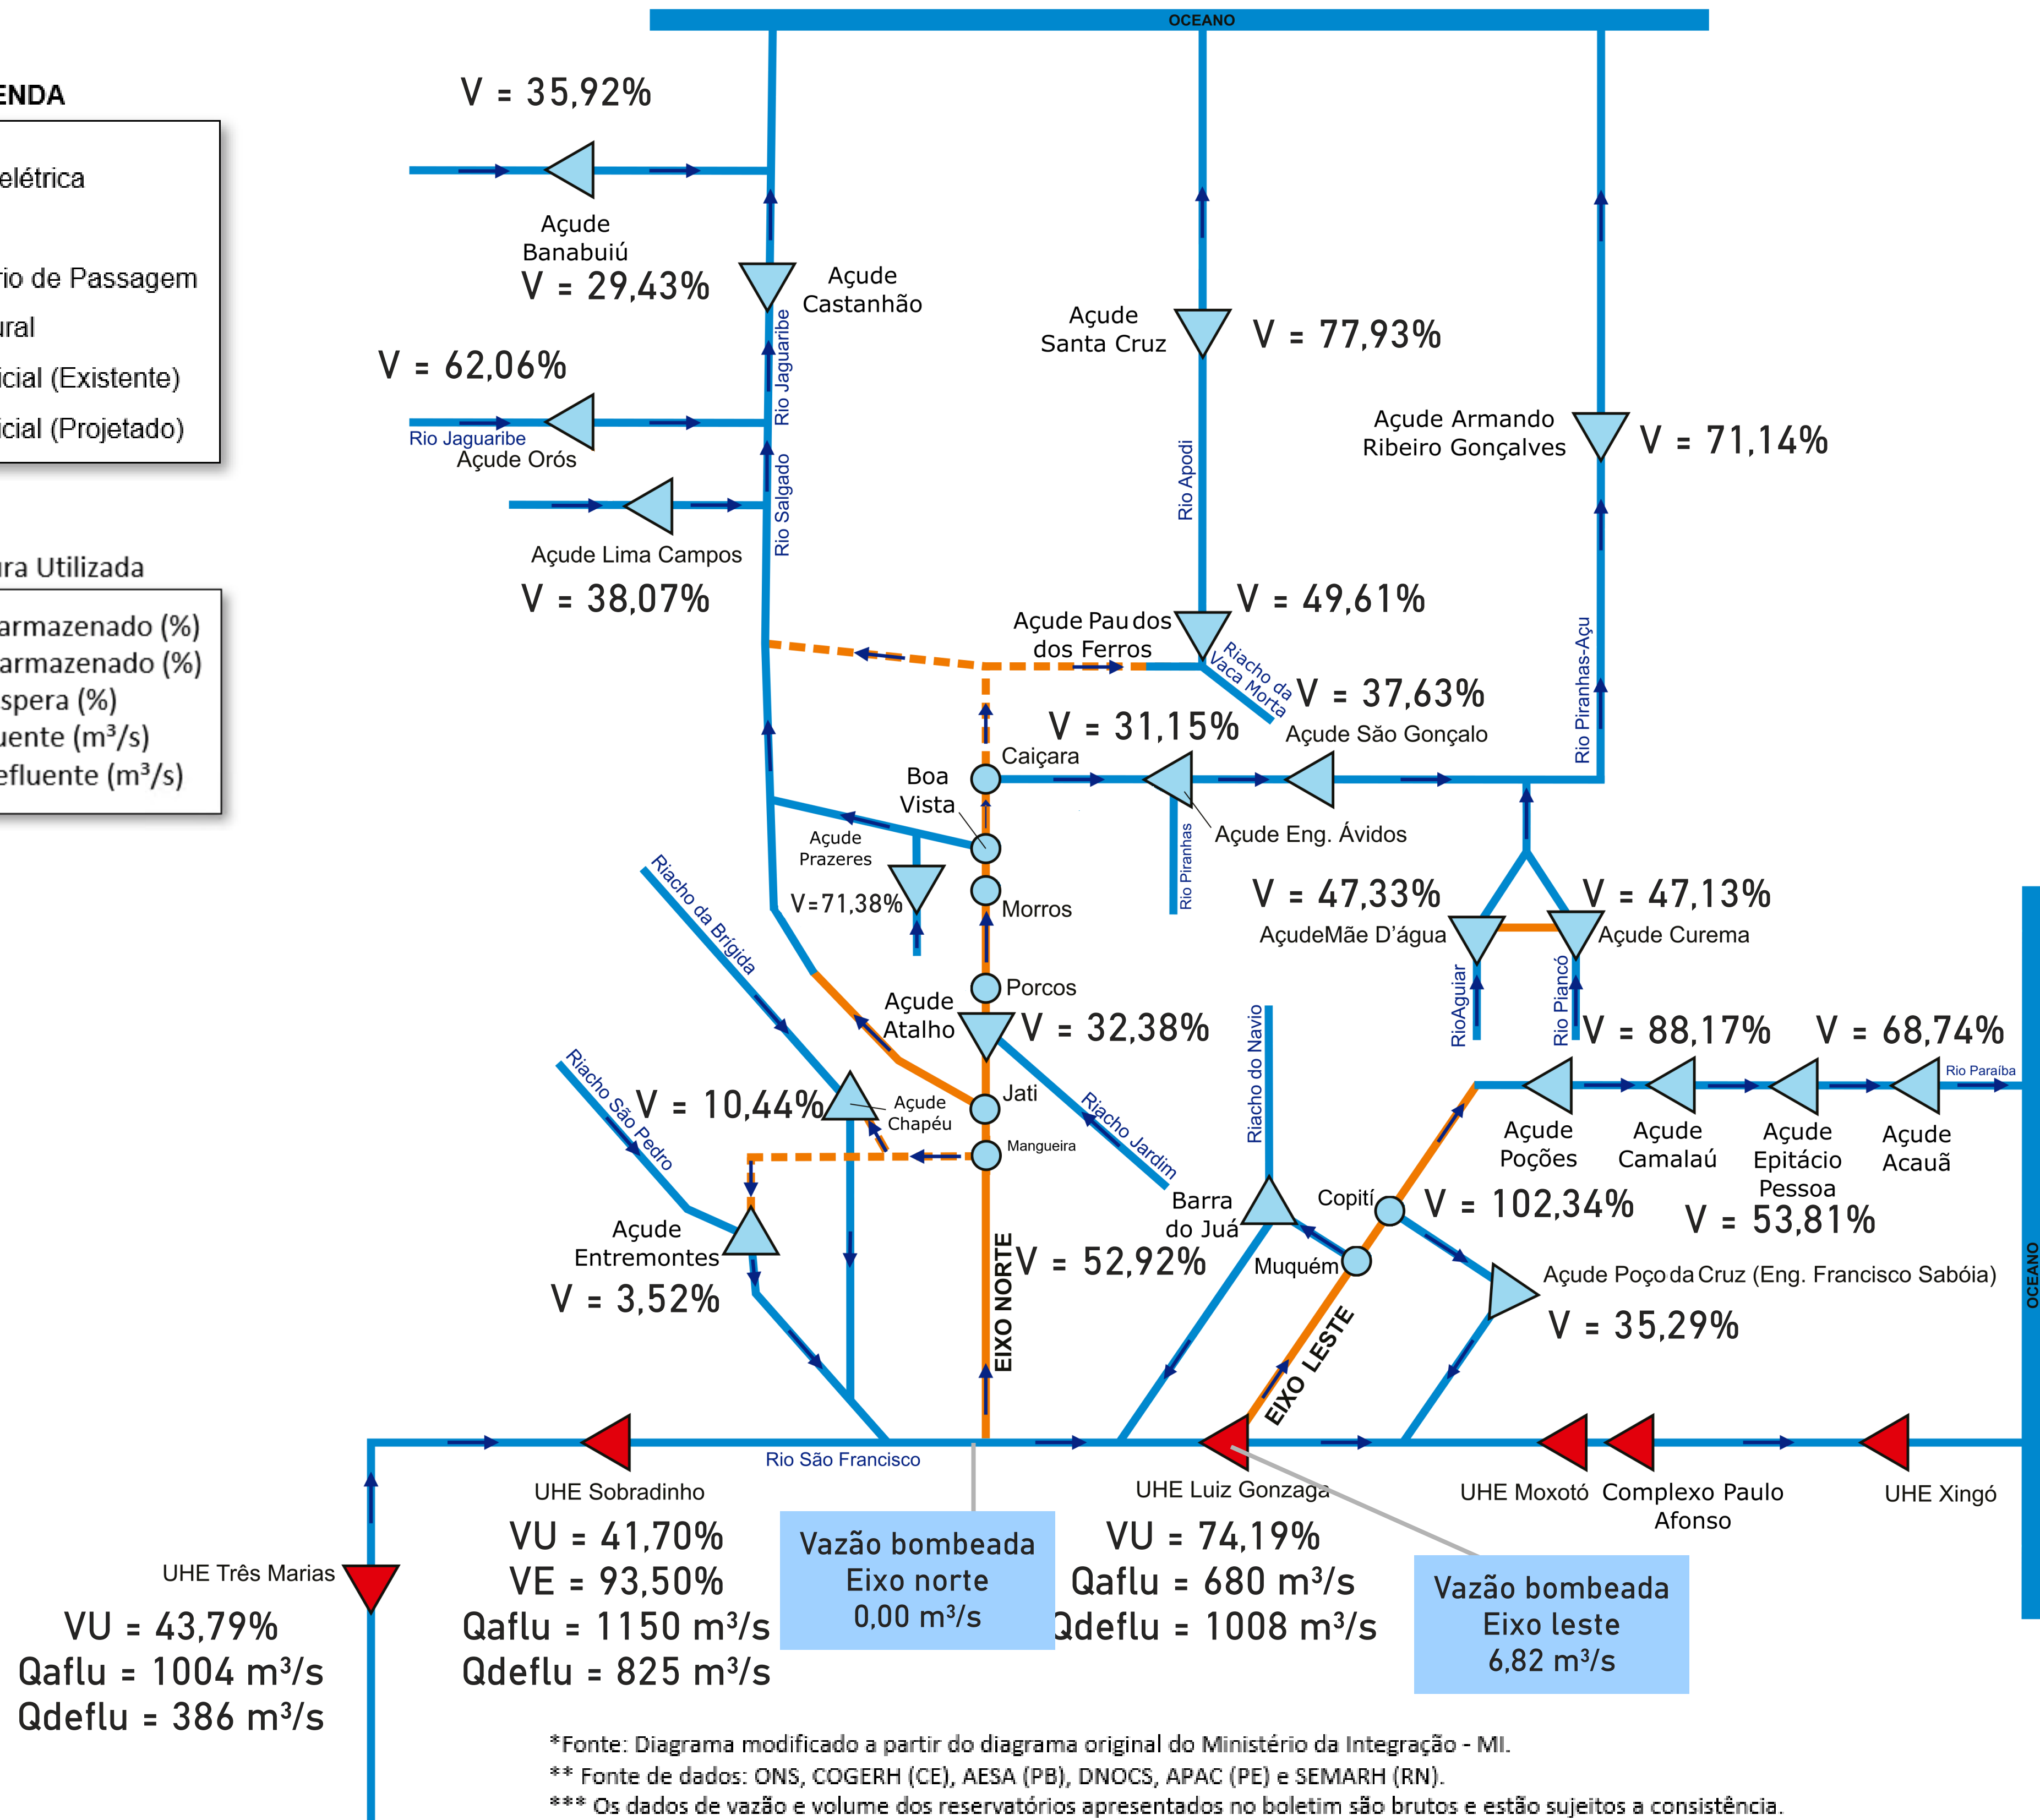 OCEANO
ENDA
elétrica
rio de Passagem
ural
icial (Existente)
icial (Projetado)
ura Utilizada
armazenado (%)
armazenado (%)
spera (%)
uente (m³/s)
efluente (m³/s)
V = 35,92%
Açude
Banabuiú
V = 29,43%
Açude
Castanhão
Rio Jaguaribe
V = 62,06%
Rio Jaguaribe
Açude Orós
Rio Salgado
Açude Lima Campos
V = 38,07%
Açude
Santa Cruz
V = 77,93%
Rio Apodi
Açude Armando
Ribeiro Gonçalves
V = 71,14%
Rio Piranhas-Açu
Açude Pau dos
dos Ferros
V = 49,61%
Riacho da
Vaca Morta
V = 37,63%
Açude São Gonçalo
V = 31,15%
Caiçara
Boa
Vista
Açude Eng. Ávidos
Rio Piranhas
Açude
Prazeres
V=71,38%
Morros
Porcos
Riacho da Brígida
Açude
Atalho
V = 32,38%
Jati
Mangueira
Riacho Jardim
V = 47,33%
AçudeMãe D'água
V = 47,13%
Açude Curema
RioAguiar
Rio Piancó
V = 88,17%
V = 68,74%
Rio Paraíba
Riacho São Pedro
V = 10,44%
Açude
Chapéu
Açude
Entremontes
V = 3,52%
Riacho do Navio
Açude
Poções
Açude
Camalaú
Açude
Epitácio
Pessoa
Açude
Acauã
V = 102,34%
V = 53,81%
Barra
do Juá
V = 52,92%
Copití
Muquém
EIXO NORTE
EIXO LESTE
Açude Poço da Cruz (Eng. Francisco Sabóia)
V = 35,29%
OCEANO
Rio São Francisco
UHE Sobradinho
VU = 41,70%
VE = 93,50%
Qaflu = 1150 m³/s
Qdeflu = 825 m³/s
UHE Três Marias
VU = 43,79%
Qaflu = 1004 m³/s
Qdeflu = 386 m³/s
Vazão bombeada
Eixo norte
0,00 m³/s
UHE Luiz Gonzaga
VU = 74,19%
Qaflu = 680 m³/s
Qdeflu = 1008 m³/s
Vazão bombeada
Eixo leste
6,82 m³/s
UHE Moxotó
Complexo Paulo
Afonso
UHE Xingó
*Fonte: Diagrama modificado a partir do diagrama original do Ministério da Integração - MI.
** Fonte de dados: ONS, COGERH (CE), AESA (PB), DNOCS, APAC (PE) e SEMARH (RN).
*** Os dados de vazão e volume dos reservatórios apresentados no boletim são brutos e estão sujeitos a consistência.